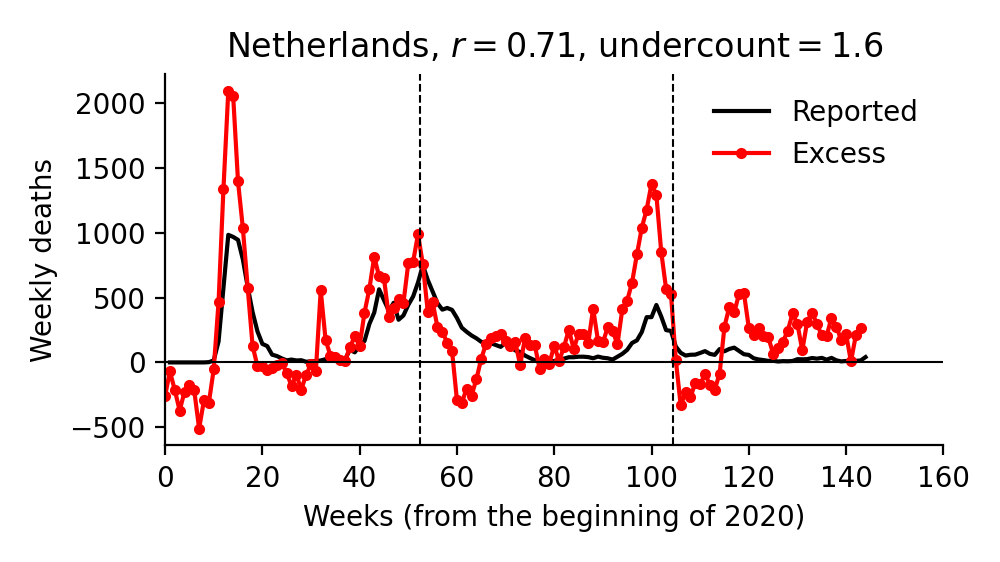 Netherlands, r = 0.71, undercount = 1.6
Weekly deaths
2000
1500
1000
500
0
−500
Reported
Excess
0 20 40 60 80 100 120 140 160
Weeks (from the beginning of 2020)